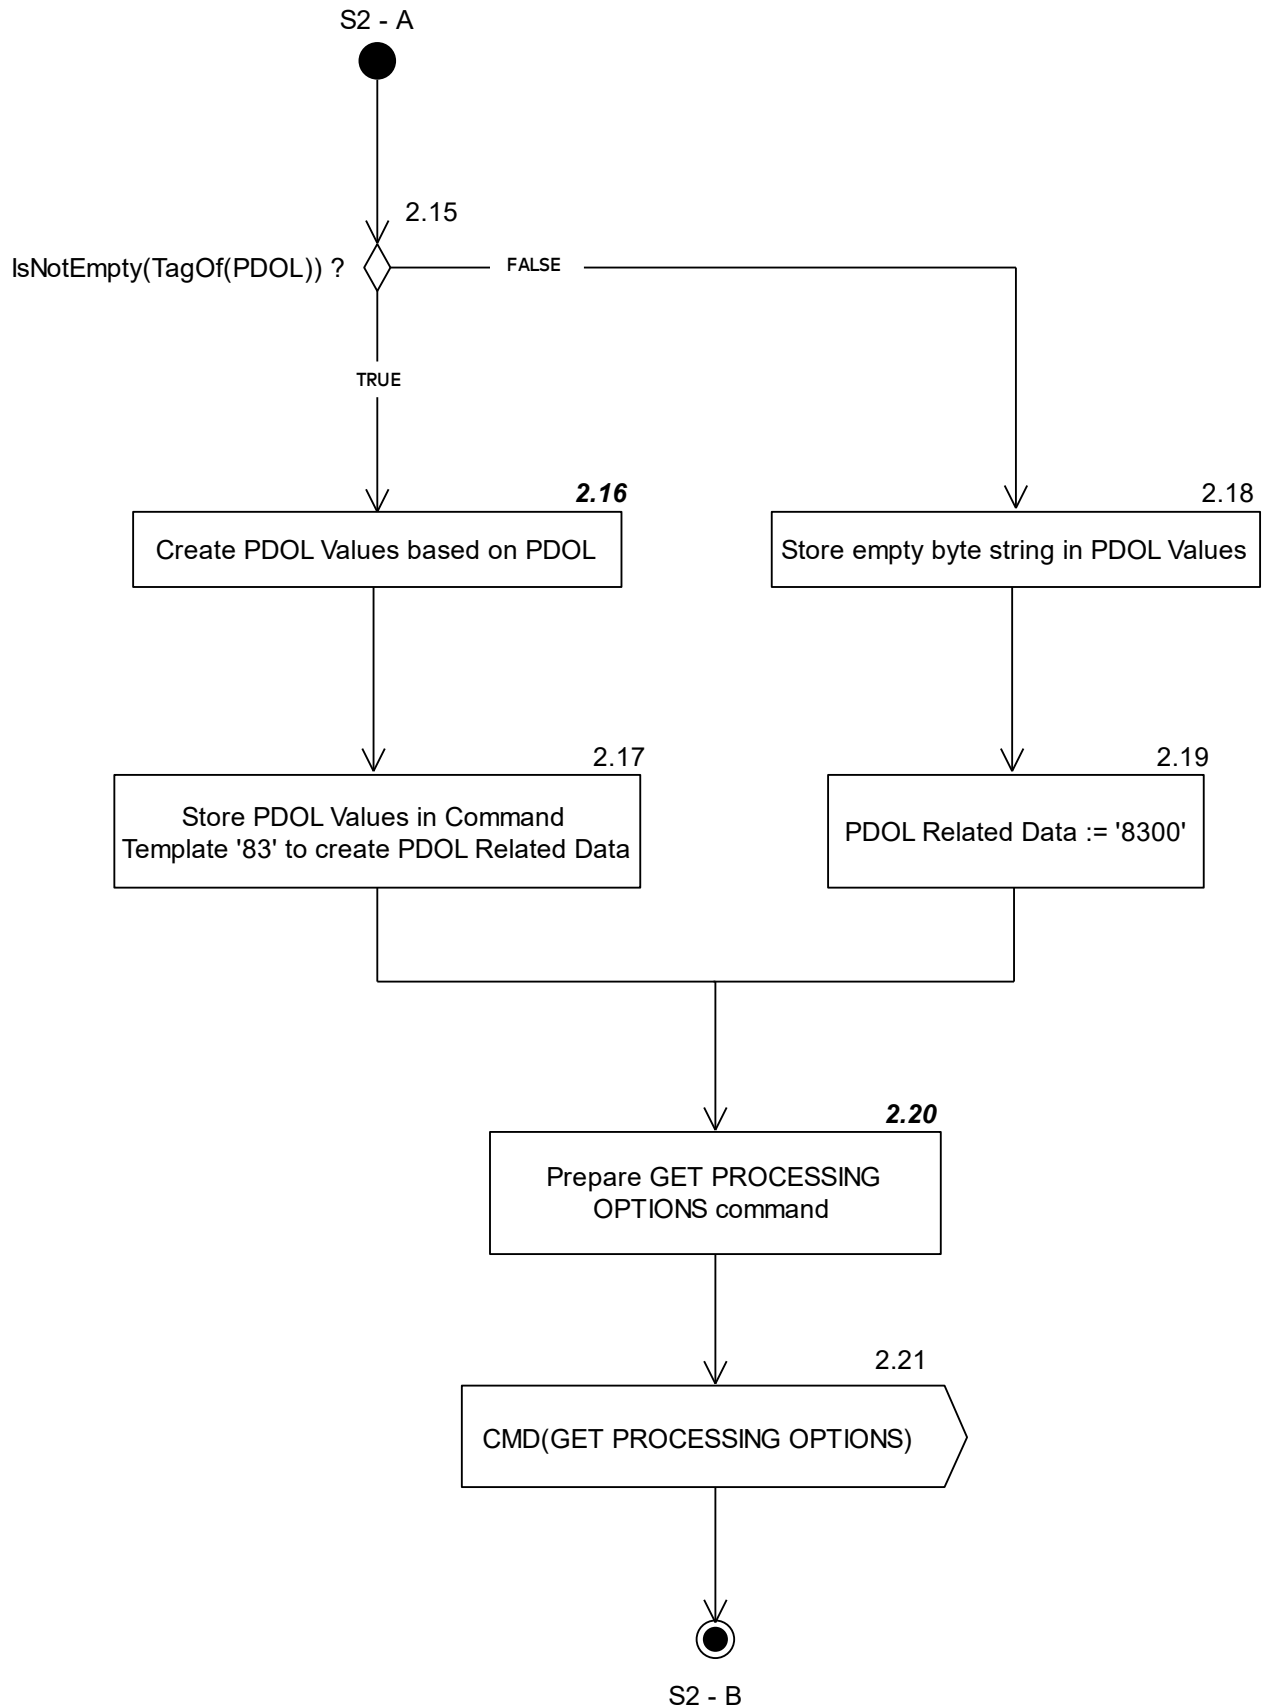 S2 - A
2.15
IsNotEmpty(TagOf(PDOL)) ?
FALSE
TRUE
2.16
2.18
Create PDOL Values based on PDOL
Store empty byte string in PDOL Values
2.17
2.19
Store PDOL Values in Command
Template '83' to create PDOL Related Data
PDOL Related Data := '8300'
2.20
Prepare GET PROCESSING
OPTIONS command
2.21
CMD(GET PROCESSING OPTIONS)
S2 - B